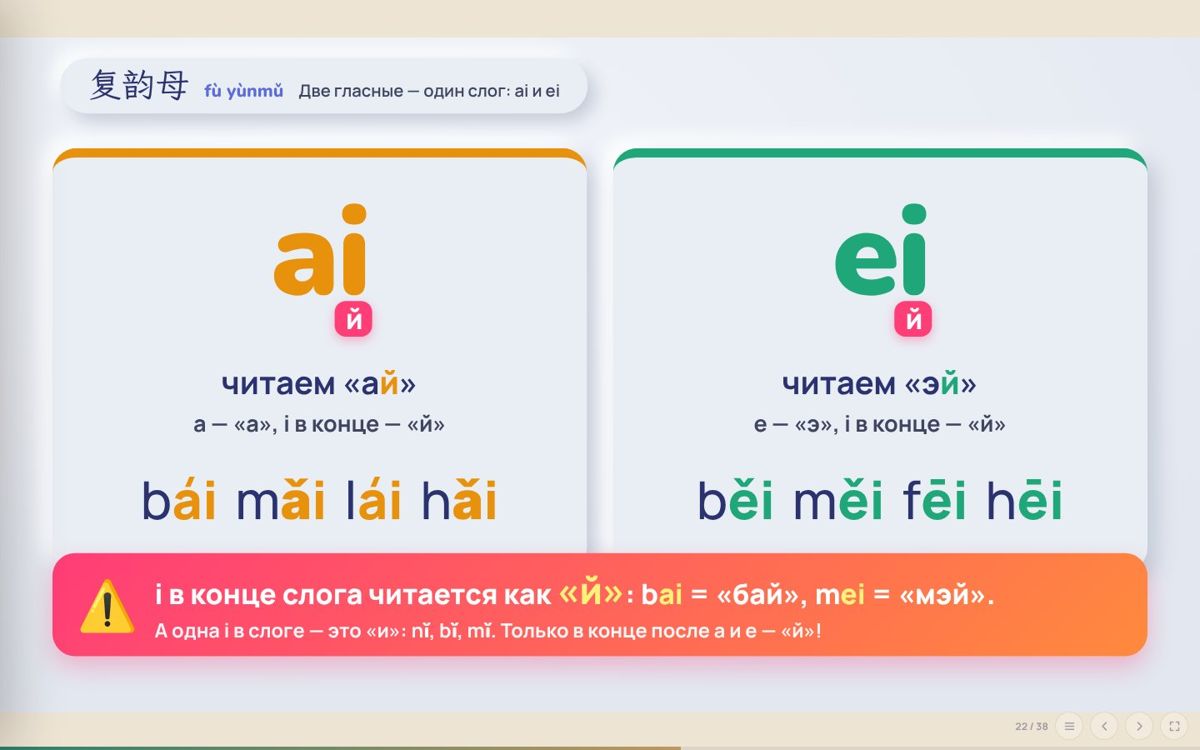 复韵母 fù yùnmǔ Две гласные — один слог: ai и ei
ai
й
читаем «ай»
a — «а», i в конце — «й»
bái mǎi lái hǎi
ei
й
читаем «эй»
e — «э», i в конце — «й»
běi měi fēi hēi
⚠️ i в конце слога читается как «Й»: bai = «бай», mei = «мэй».
А одна i в слоге — это «и»: nǐ, bǐ, mǐ. Только в конце после a и e — «й»!
22 / 38